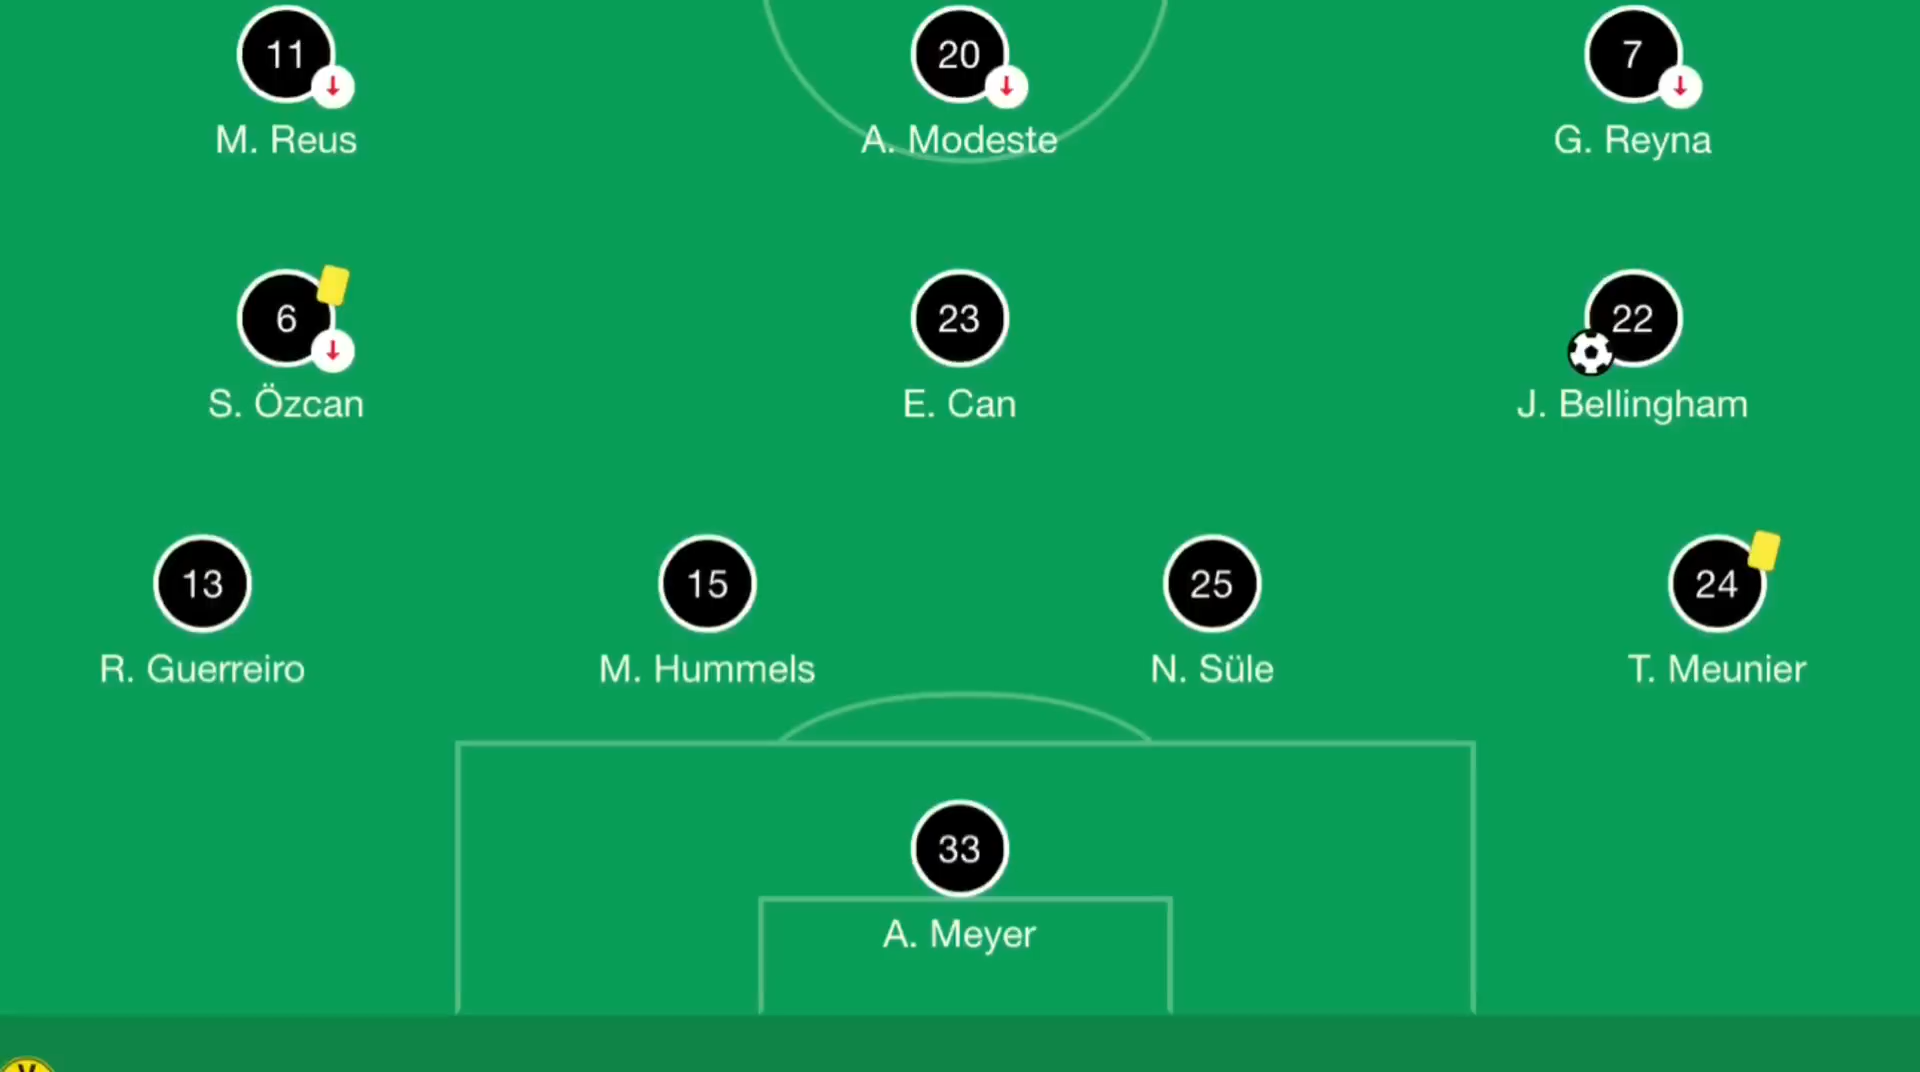 11
20
7
M. Reus
A. Modeste
G. Reyna
6
23
22
S. Özcan
E. Can
J. Bellingham
13
15
25
24
R. Guerreiro
M. Hummels
N. Süle
T. Meunier
33
A. Meyer